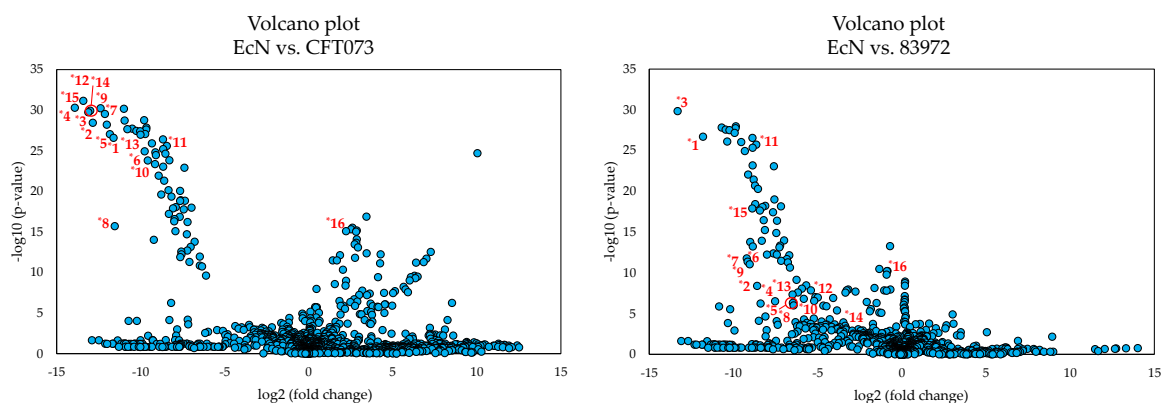 Volcano plot
EcN vs. CFT073
35
30
25
20
15
10
5
0
-log10 (p-value)
*12 *14
*15 *9
*4 *3 *7
*2
*5 *1 *13 *11
*6
*10
*8
*16
-15 -10 -5 0 5 10 15
log2 (fold change)
Volcano plot
EcN vs. 83972
35
30
25
20
15
10
5
0
-log10 (p-value)
*3
*1 *11
*15
*7 *6
*9 *16
*2 *4 *13 *12
*5 *8 *10
*14
-15 -10 -5 0 5 10 15
log2 (fold change)